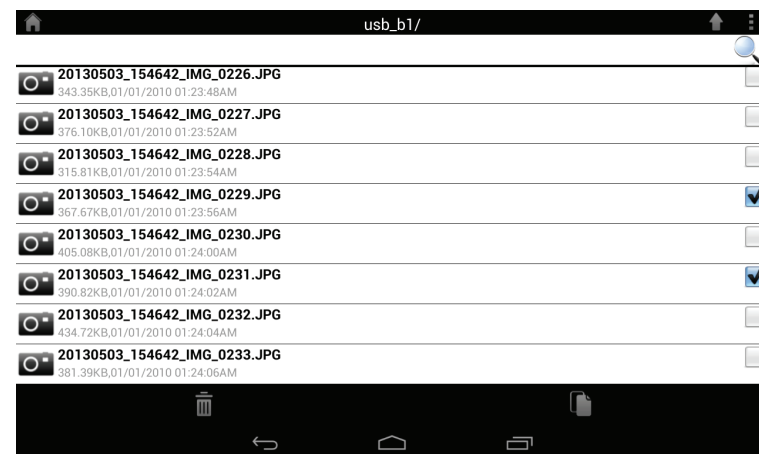 usb_b1/
20130503_154642_IMG_0226.JPG
343.35KB,01/01/2010 01:23:48AM
20130503_154642_IMG_0227.JPG
376.10KB,01/01/2010 01:23:52AM
20130503_154642_IMG_0228.JPG
315.81KB,01/01/2010 01:23:54AM
20130503_154642_IMG_0229.JPG
367.67KB,01/01/2010 01:23:56AM
20130503_154642_IMG_0230.JPG
405.08KB,01/01/2010 01:24:00AM
20130503_154642_IMG_0231.JPG
390.82KB,01/01/2010 01:24:02AM
20130503_154642_IMG_0232.JPG
434.72KB,01/01/2010 01:24:04AM
20130503_154642_IMG_0233.JPG
381.39KB,01/01/2010 01:24:06AM